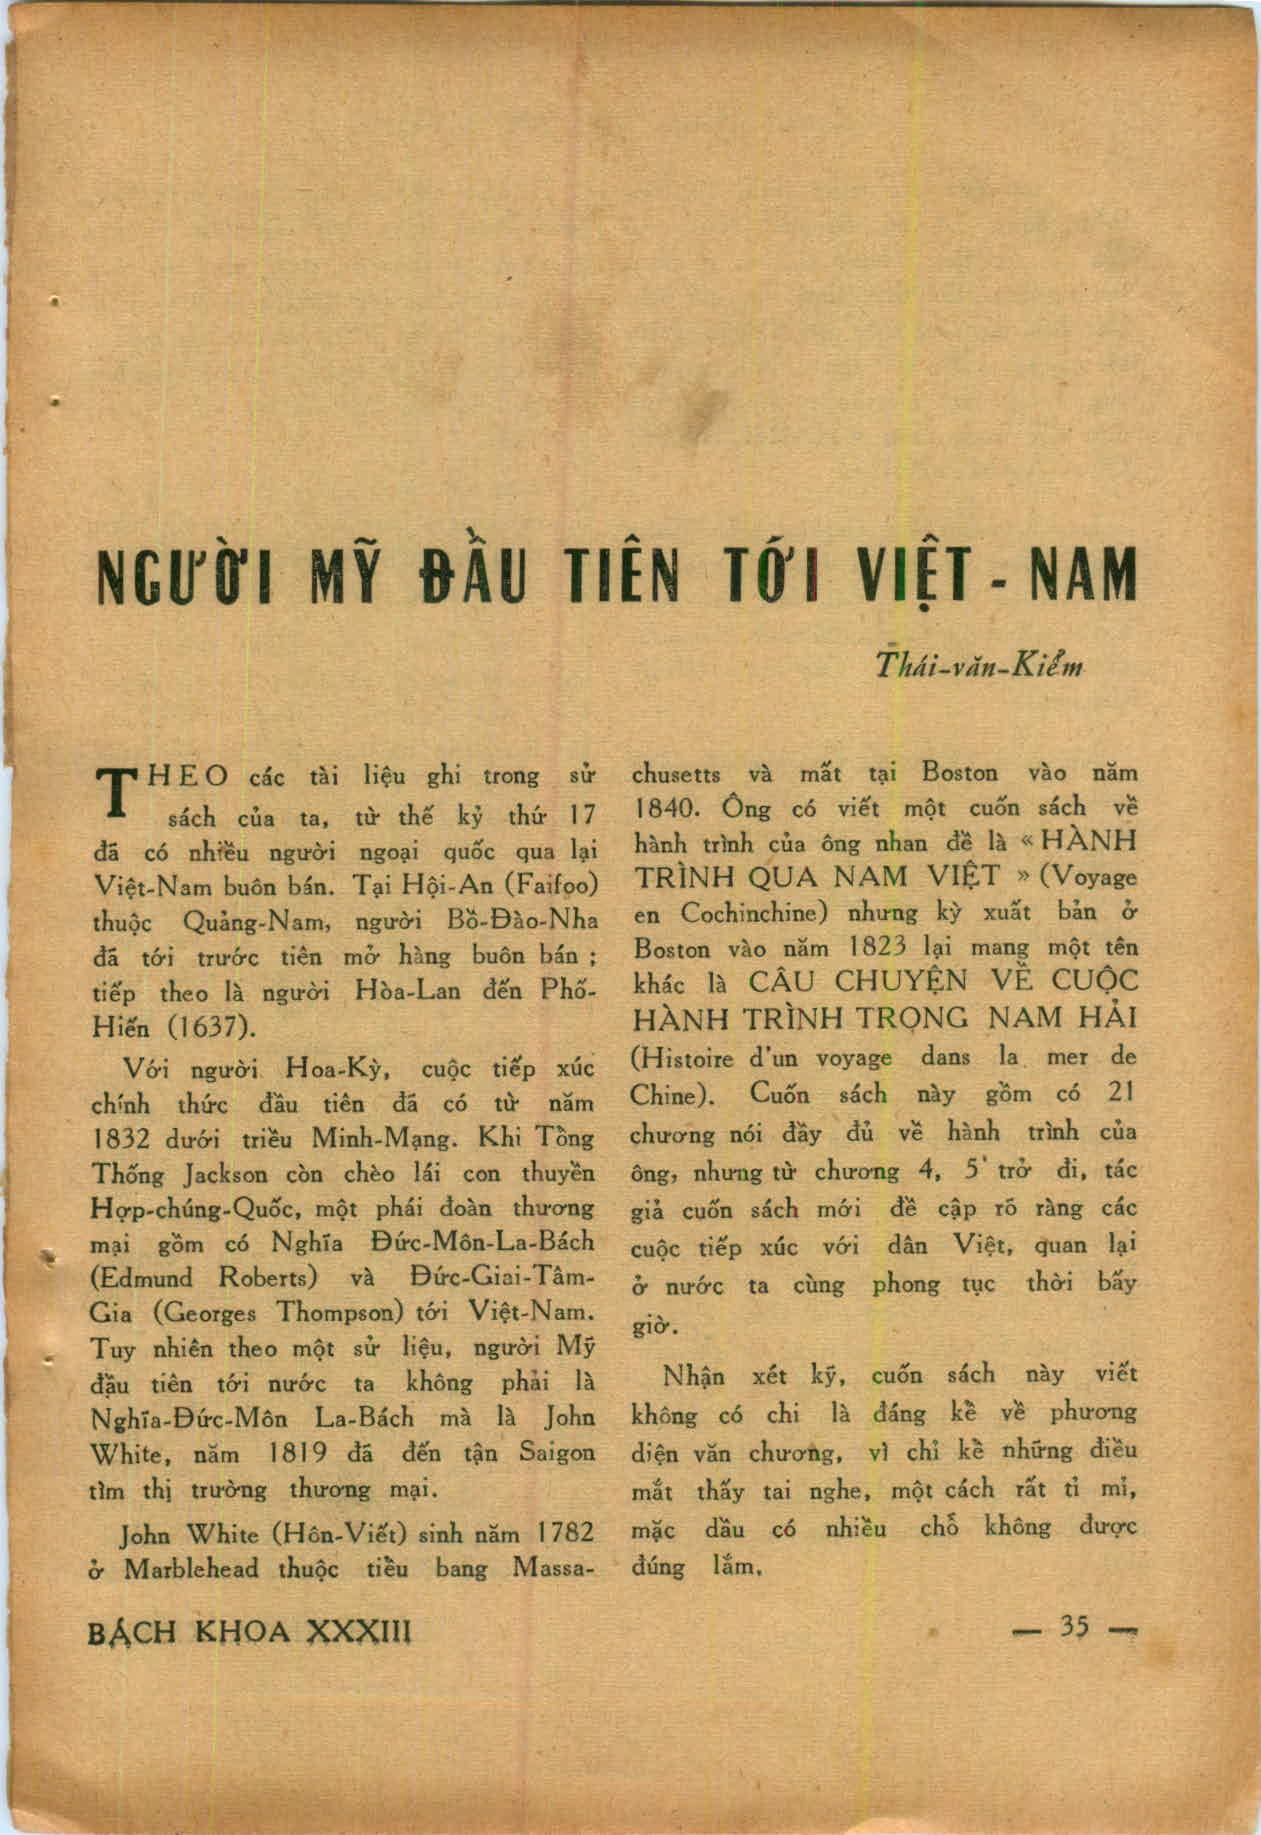 NGƯỜI MỸ ĐẦU TIÊN TỚI VIỆT - NAM
Thái-văn-Kiểm
THEO các tài liệu ghi trong sử
sách của ta, từ thế kỷ thứ 17
đã có nhiều người ngoại quốc qua lại
Việt-Nam buôn bán. Tại Hội-An (Faifoo)
thuộc Quảng-Nam, người Bồ-Đào-Nha
đã tới trước tiên mở hàng buôn bán ;
tiếp theo là người Hòa-Lan đến Phố-
Hiến (1637).
Với người Hoa-Kỳ, cuộc tiếp xúc
chính thức đầu tiên đã có từ năm
1832 dưới triều Minh-Mạng. Khi Tổng
Thống Jackson còn chèo lái con thuyền
Hợp-chúng-Quốc, một phái đoàn thương
mại gồm có Nghĩa Đức-Môn-La-Bách
(Edmund Roberts) và Đức-Giai-Tâm-
Gia (Georges Thompson) tới Việt-Nam.
Tuy nhiên theo một sử liệu, người Mỹ
đầu tiên tới nước ta không phải là
Nghĩa-Đức-Môn La-Bách mà là John
White, năm 1819 đã đến tận Saigon
tìm thị trường thương mại.
John White (Hôn-Viết) sinh năm 1782
ở Marblehead thuộc tiểu bang Massa-
chusetts và mất tại Boston vào năm
1840. Ông có viết một cuốn sách về
hành trình của ông nhan đề là « HÀNH
TRÌNH QUA NAM VIỆT » (Voyage
en Cochinchine) nhưng kỳ xuất bản ở
Boston vào năm 1823 lại mang một tên
khác là CÂU CHUYỆN VỀ CUỘC
HÀNH TRÌNH TRONG NAM HẢI
(Histoire d'un voyage dans la mer de
Chine). Cuốn sách này gồm có 21
chương nói đầy đủ về hành trình của
ông, nhưng từ chương 4, 5 trở đi, tác
giả cuốn sách mới đề cập rõ ràng các
cuộc tiếp xúc với dân Việt, quan lại
ở nước ta cùng phong tục thời bấy
giờ.
Nhận xét kỹ, cuốn sách này viết
không có chi là đáng kể về phương
diện văn chương, vì chỉ kể những điều
mắt thấy tai nghe, một cách rất tỉ mỉ,
mặc dầu có nhiều chỗ không được
đúng lắm.
BÁCH KHOA XXXIII
— 35 —